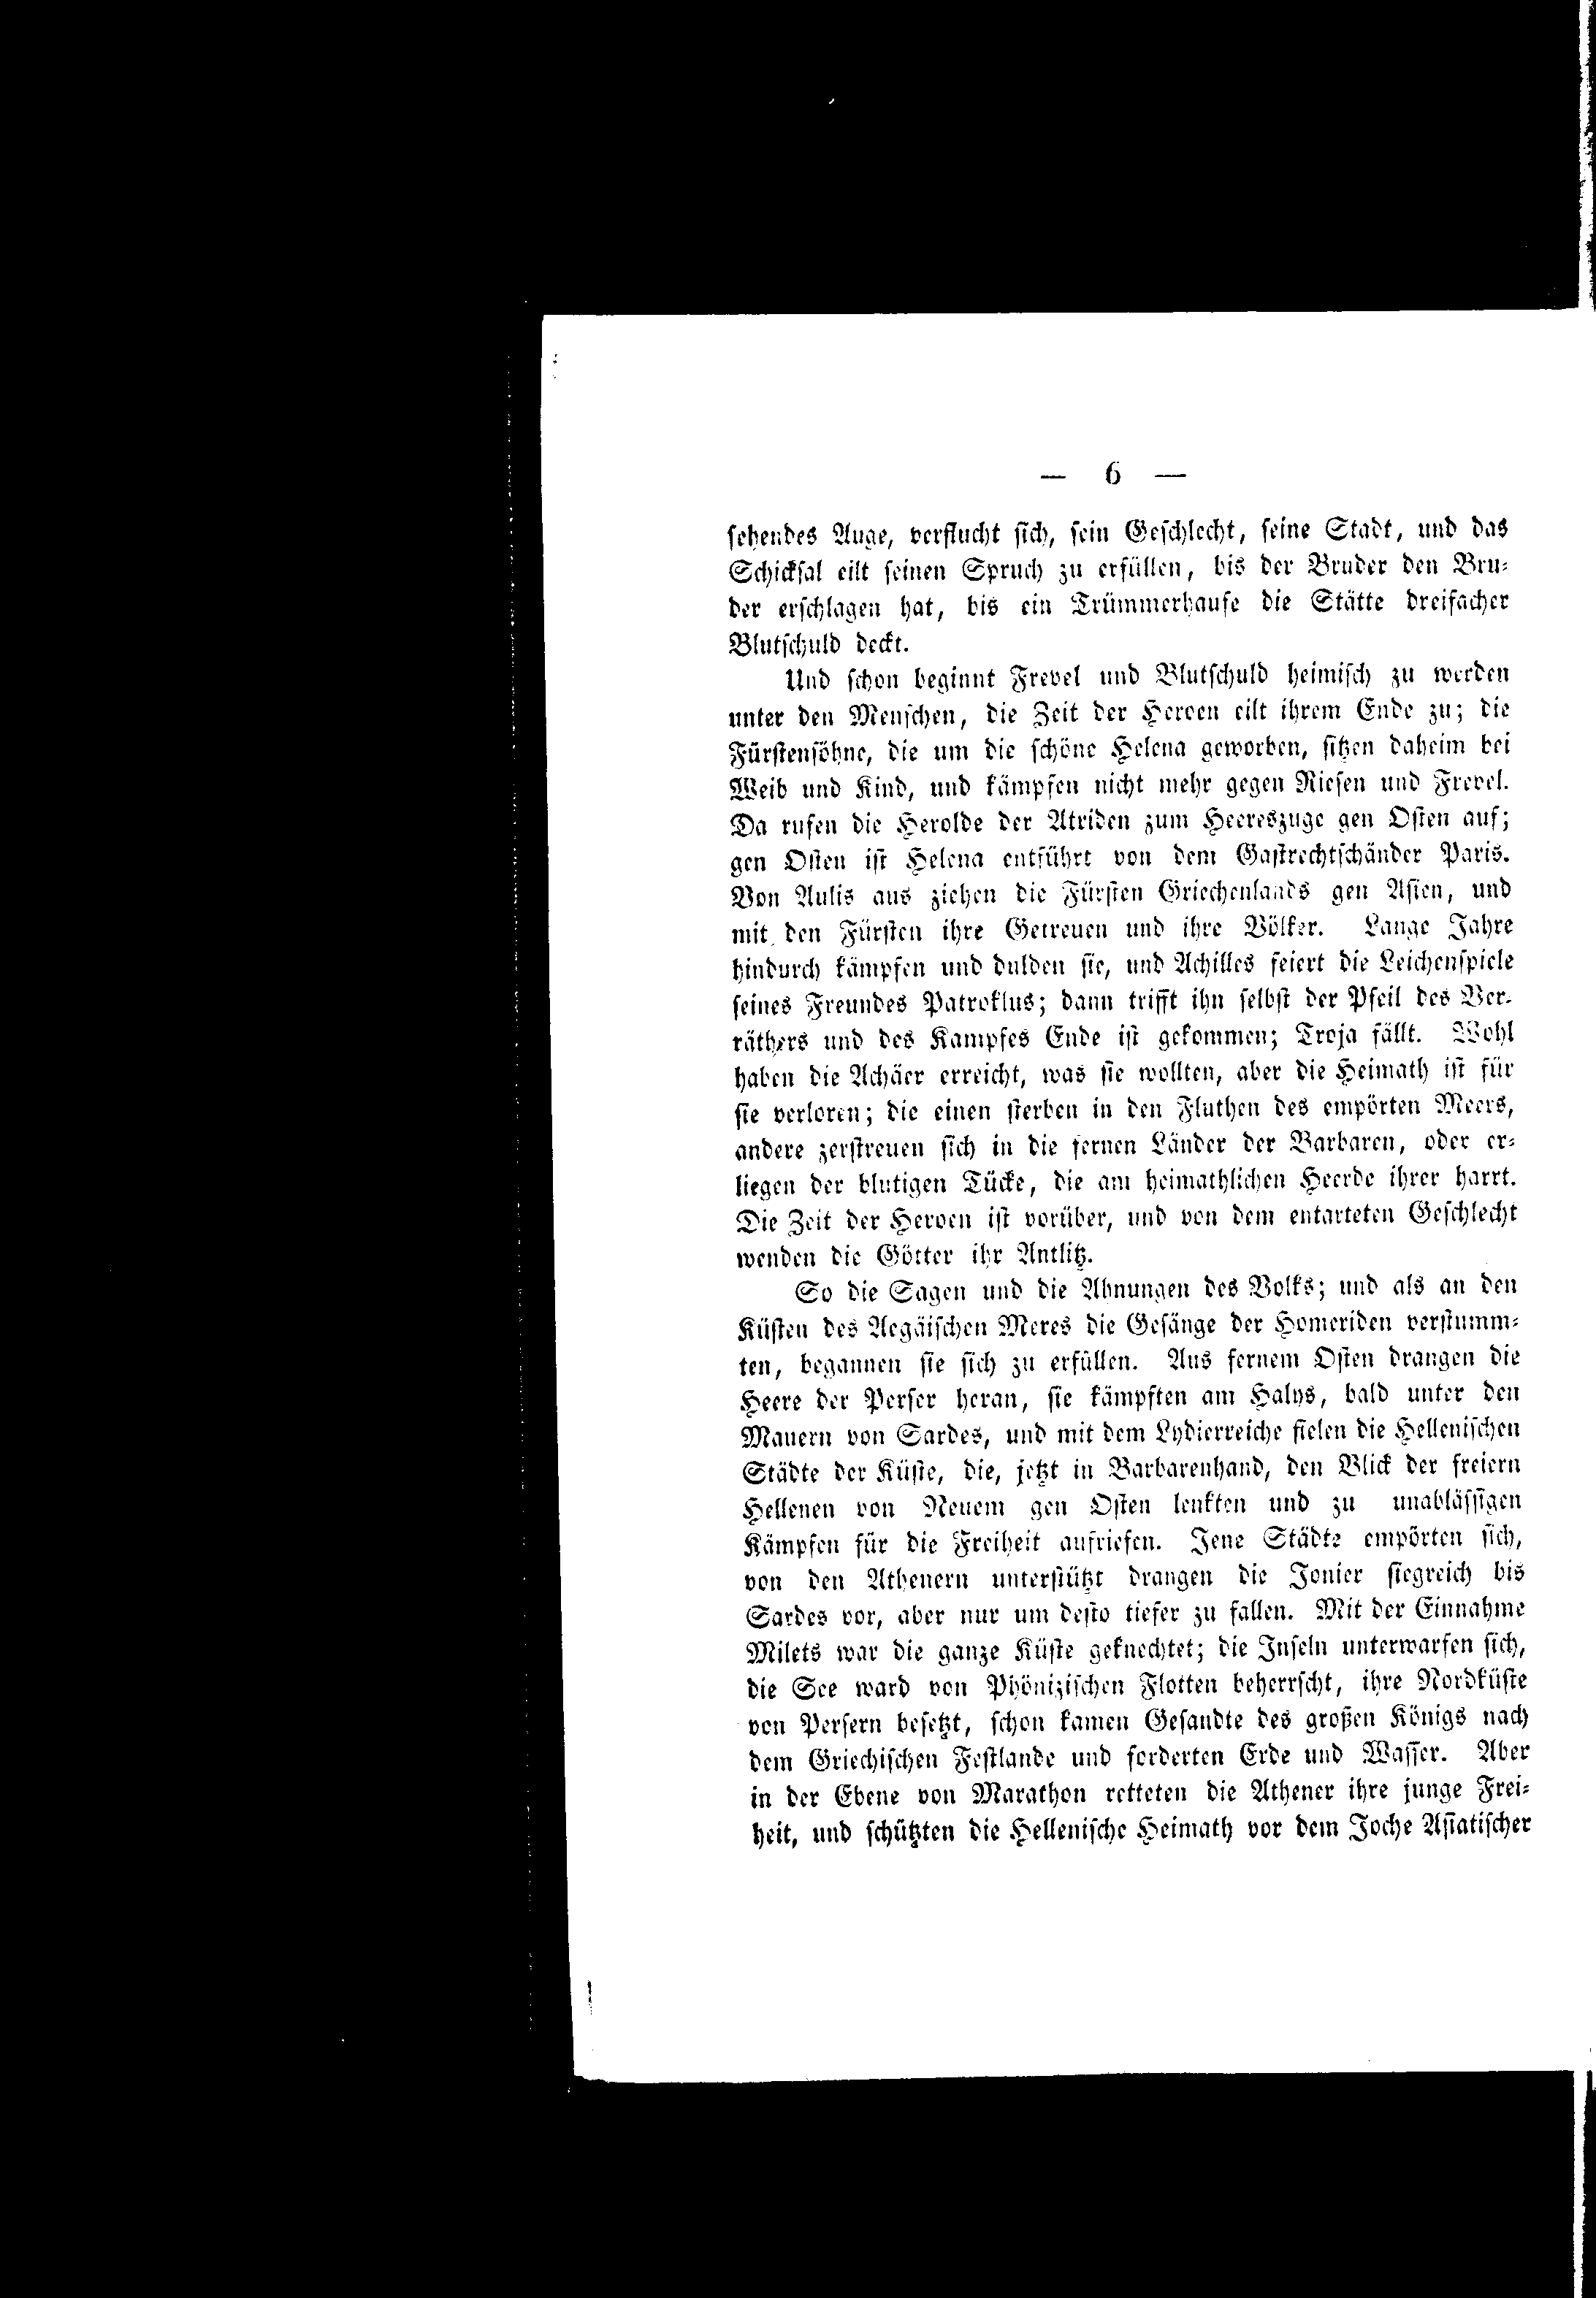 — 6 —
sehendes Auge, verflucht sich, sein Geschlecht, seine Stadt, und das
Schicksal eilt seinen Spruch zu erfüllen, bis der Bruder den Bru-
der erschlagen hat, bis ein Trümmerhaufe die Stätte dreifacher
Blutschuld deckt.
Und schon beginnt Frevel und Blutschuld heimisch zu werden
unter den Menschen, die Zeit der Heroen eilt ihrem Ende zu; die
Fürstensöhne, die um die schöne Helena geworben, sitzen daheim bei
Weib und Kind, und kämpfen nicht mehr gegen Riesen und Frevel.
Da rufen die Herolde der Atriden zum Heereszuge gen Osten auf;
gen Osten ist Helena entführt von dem Gastrechtschänder Paris.
Von Aulis aus ziehen die Fürsten Griechenlands gen Asien, und
mit den Fürsten ihre Getreuen und ihre Völker. Lange Jahre
hindurch kämpfen und dulden sie, und Achilles feiert die Leichenspiele
seines Freundes Patroklus; dann trifft ihn selbst der Pfeil des Ver-
räthers und des Kampfes Ende ist gekommen; Troja fällt. Wohl
haben die Achäer erreicht, was sie wollten, aber die Heimath ist für
sie verloren; die einen sterben in den Fluthen des empörten Meers,
andere zerstreuen sich in die fernen Länder der Barbaren, oder er-
liegen der blutigen Tücke, die am heimathlichen Heerde ihrer harrt.
Die Zeit der Heroen ist vorüber, und von dem entarteten Geschlecht
wenden die Götter ihr Antlitz.
So die Sagen und die Ahnungen des Volks; und als an den
Küsten des Aegäischen Meres die Gesänge der Homeriden verstumm-
ten, begannen sie sich zu erfüllen. Aus fernem Osten drangen die
Heere der Perser heran, sie kämpften am Halys, bald unter den
Mauern von Sardes, und mit dem Lydierreiche fielen die Hellenischen
Städte der Küste, die, jetzt in Barbarenhand, den Blick der freiern
Hellenen von Neuem gen Osten lenkten und zu unablässigen
Kämpfen für die Freiheit aufriefen. Jene Städte empörten sich,
von den Athenern unterstützt drangen die Jonier siegreich bis
Sardes vor, aber nur um desto tiefer zu fallen. Mit der Einnahme
Milets war die ganze Küste geknechtet; die Inseln unterwarfen sich,
die See ward von Phönizischen Flotten beherrscht, ihre Nordküste
von Persern besetzt, schon kamen Gesandte des großen Königs nach
dem Griechischen Festlande und forderten Erde und Wasser. Aber
in der Ebene von Marathon retteten die Athener ihre junge Frei-
heit, und schützten die Hellenische Heimath vor dem Joche Asiatischer